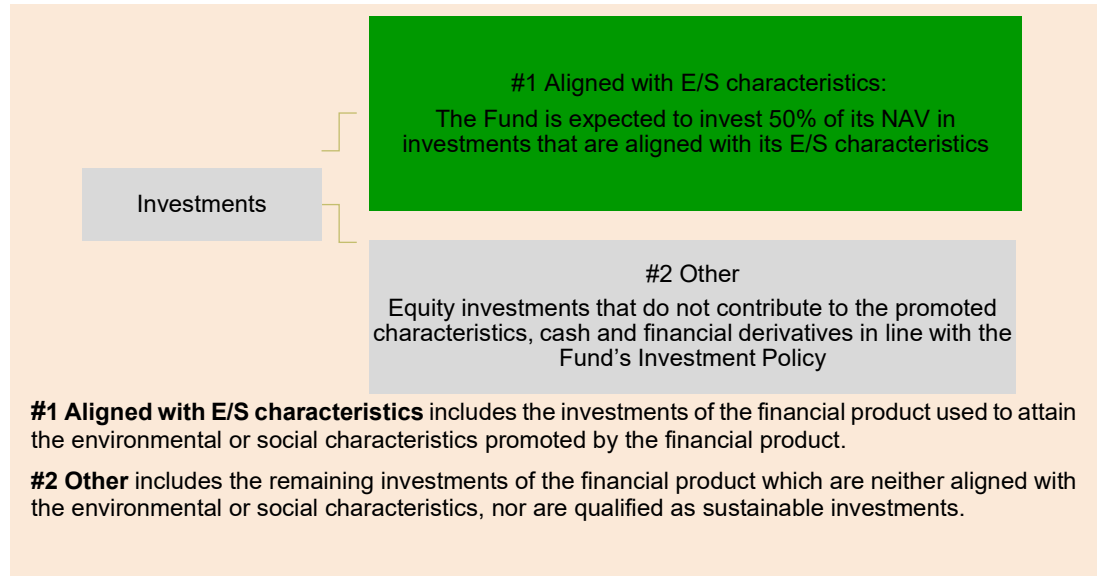 #1 Aligned with E/S characteristics:
The Fund is expected to invest 50% of its NAV in
investments that are aligned with its E/S characteristics
Investments
#2 Other
Equity investments that do not contribute to the promoted
characteristics, cash and financial derivatives in line with the
Fund’s Investment Policy
#1 Aligned with E/S characteristics includes the investments of the financial product used to attain
the environmental or social characteristics promoted by the financial product.
#2 Other includes the remaining investments of the financial product which are neither aligned with
the environmental or social characteristics, nor are qualified as sustainable investments.